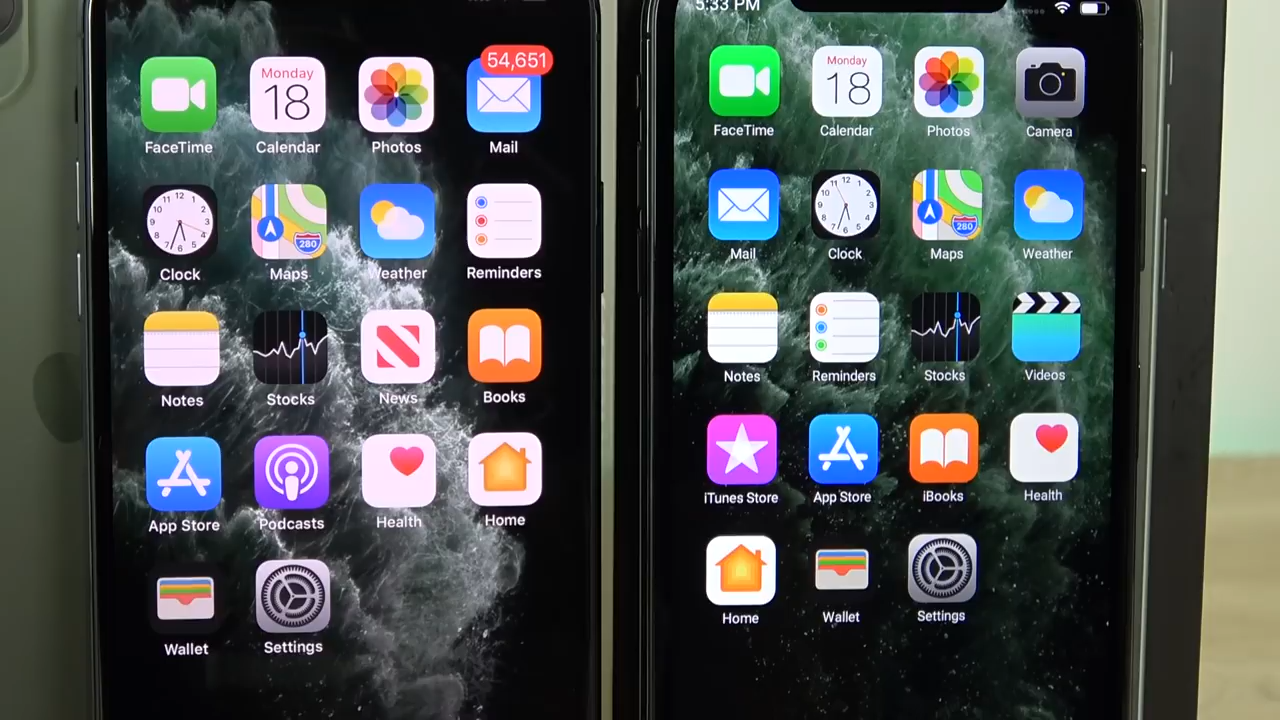 54,651
Monday
18
FaceTime
Calendar
Photos
Mail
280
Clock
Maps
Weather
Reminders
Notes
Stocks
News
Books
App Store
Podcasts
Health
Home
Wallet
Settings
5:33 PM
Monday
18
FaceTime
Calendar
Photos
Camera
280
Mail
Clock
Maps
Weather
Notes
Reminders
Stocks
Videos
iTunes Store
App Store
iBooks
Health
Home
Wallet
Settings